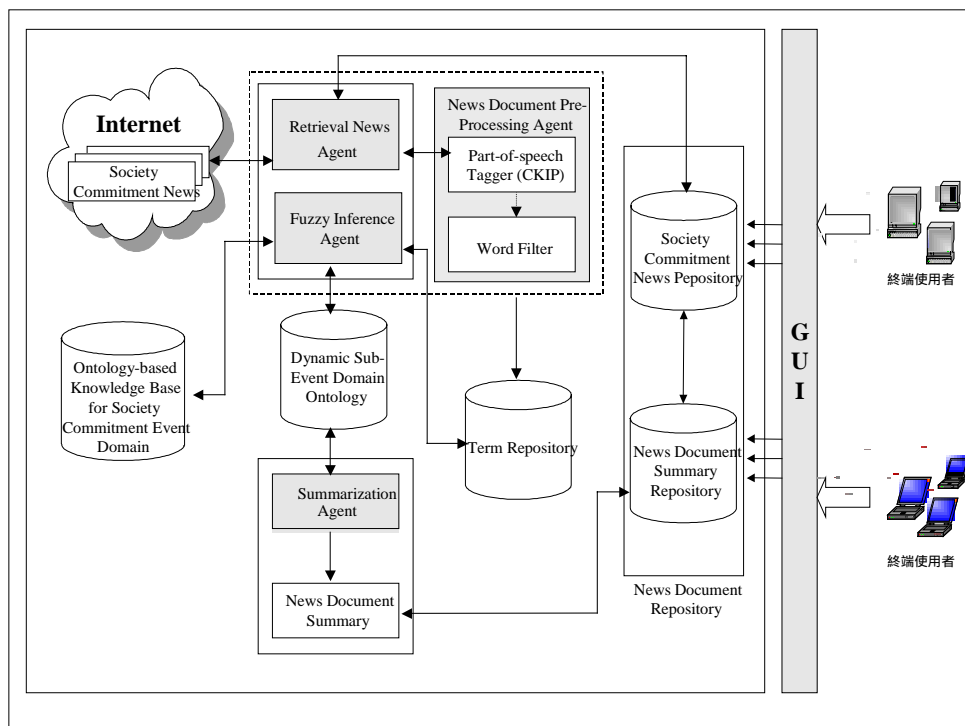 Internet
Society
Commitment News
Retrieval News
Agent
Fuzzy Inference
Agent
News Document Pre-
Processing Agent
Part-of-speech
Tagger (CKIP)
Word Filter
Ontology-based
Knowledge Base
for Society
Commitment Event
Domain
Dynamic Sub-
Event Domain
Ontology
Term Repository
Summarization
Agent
News Document
Summary
Society
Commitment
News Pepository
News Document
Summary
Repository
News Document
Repository
G
U
I
終端使用者
終端使用者